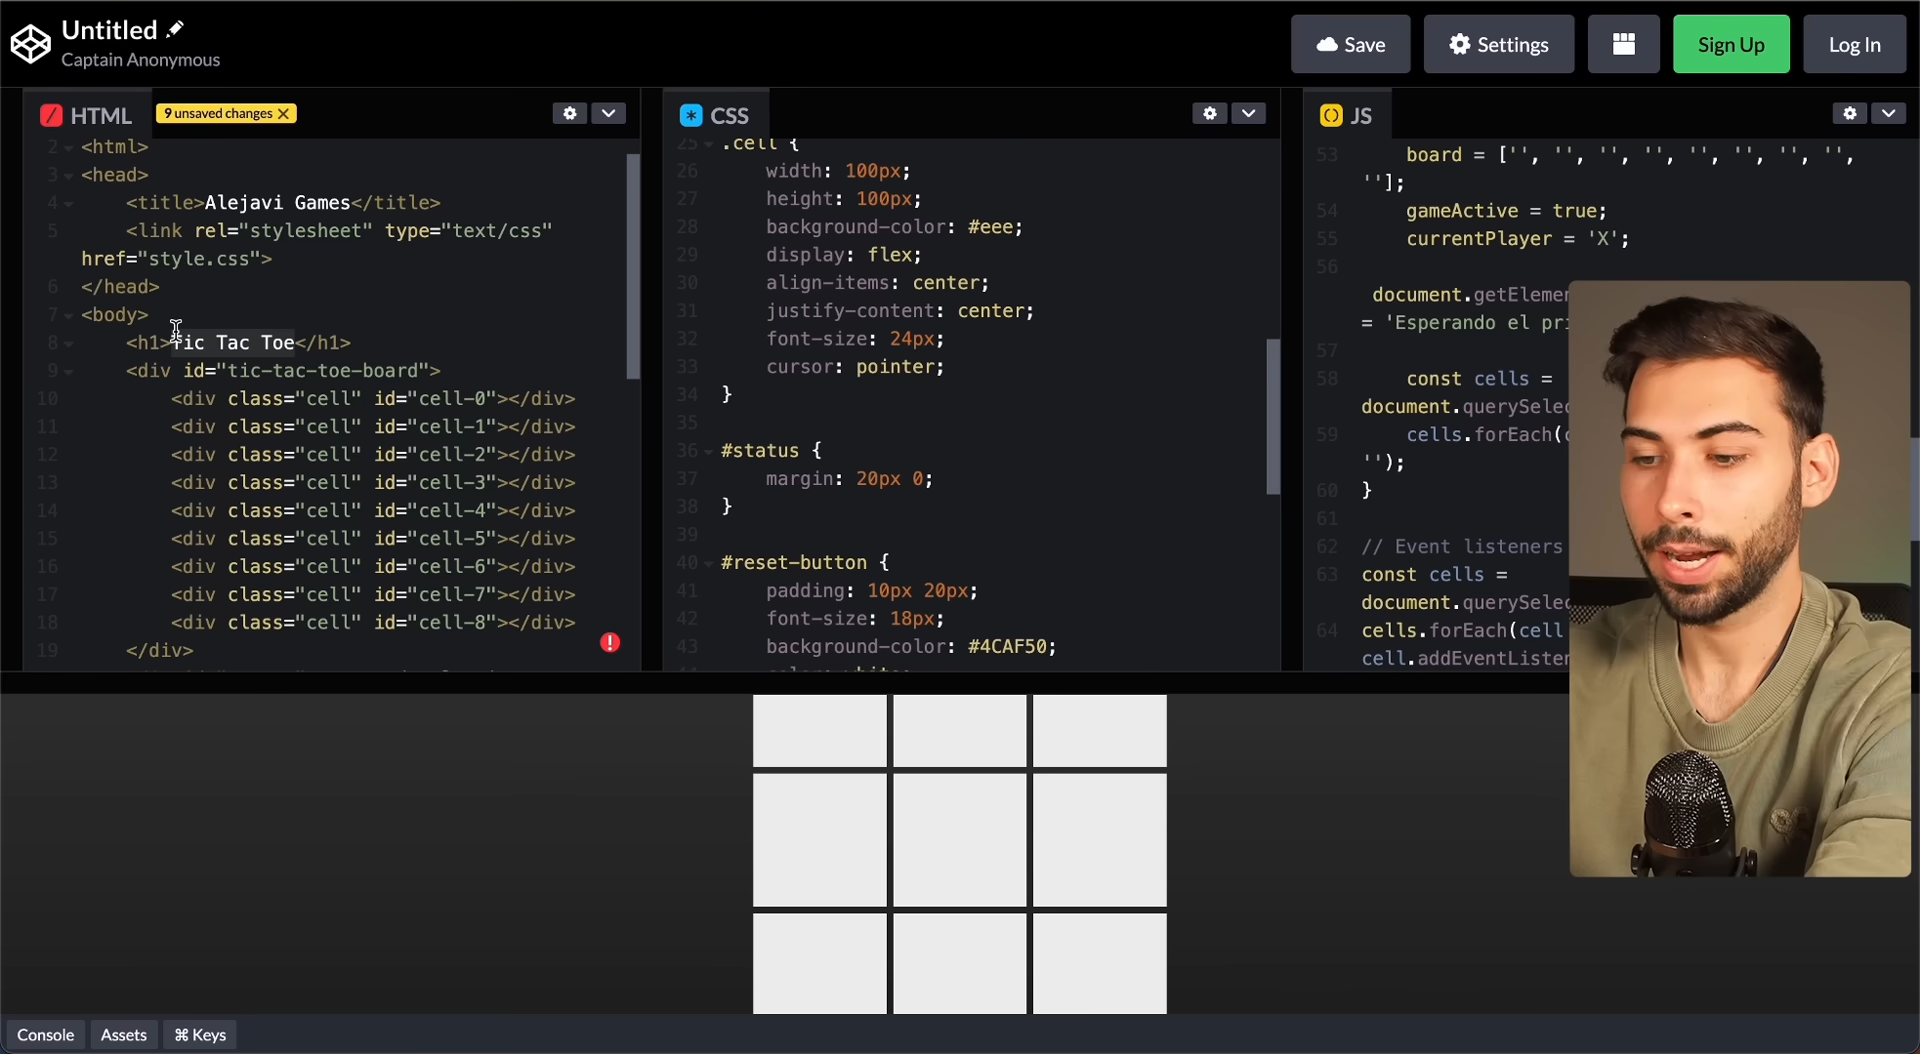 Untitled
Captain Anonymous
Save
Settings
Sign Up
Log In
HTML
9 unsaved changes
2 <html>
3 <head>
4 <title>Alejavi Games</title>
5 <link rel="stylesheet" type="text/css"
href="style.css">
6 </head>
7 <body>
8 <h1>Tic Tac Toe</h1>
9 <div id="tic-tac-toe-board">
10 <div class="cell" id="cell-0"></div>
11 <div class="cell" id="cell-1"></div>
12 <div class="cell" id="cell-2"></div>
13 <div class="cell" id="cell-3"></div>
14 <div class="cell" id="cell-4"></div>
15 <div class="cell" id="cell-5"></div>
16 <div class="cell" id="cell-6"></div>
17 <div class="cell" id="cell-7"></div>
18 <div class="cell" id="cell-8"></div>
19 </div>
CSS
25 .cell {
26 width: 100px;
27 height: 100px;
28 background-color: #eee;
29 display: flex;
30 align-items: center;
31 justify-content: center;
32 font-size: 24px;
33 cursor: pointer;
34 }
35
36 #status {
37 margin: 20px 0;
38 }
39
40 #reset-button {
41 padding: 10px 20px;
42 font-size: 18px;
43 background-color: #4CAF50;
JS
53 board = ['', '', '', '', '', '', '', '',
''];
54 gameActive = true;
55 currentPlayer = 'X';
56
document.getElemen
= 'Esperando el pri
57
58 const cells =
document.querySelec
59 cells.forEach(c
'');
60 }
61
62 // Event listeners
63 const cells =
document.querySelec
64 cells.forEach(cell
cell.addEventListen
Console
Assets
⌘ Keys